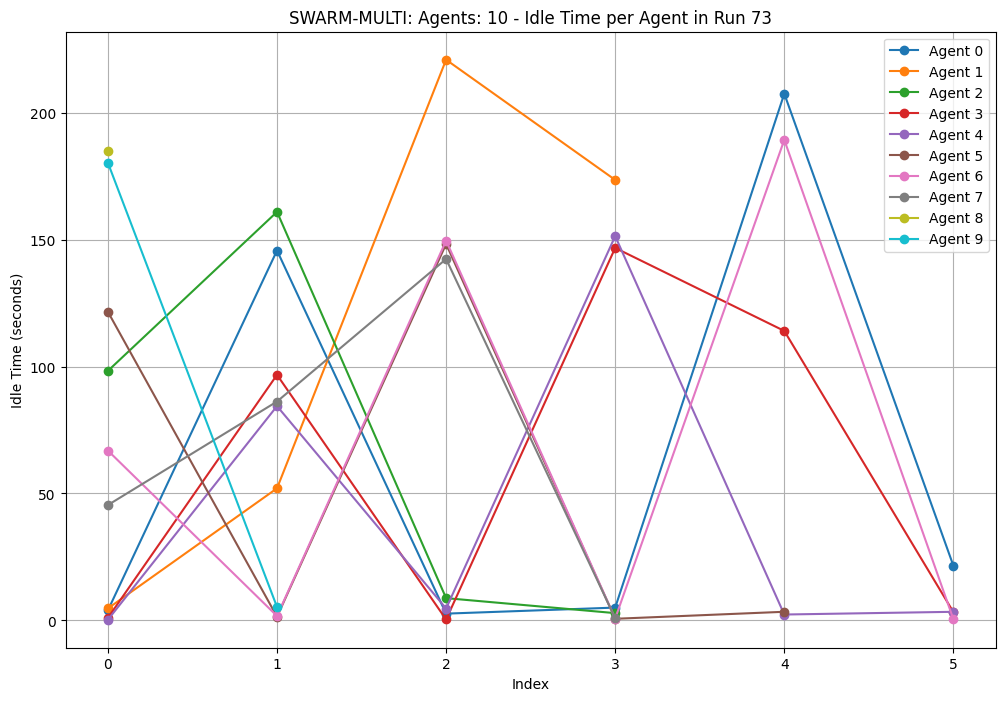 SWARM-MULTI: Agents: 10 - Idle Time per Agent in Run 73
Idle Time (seconds)
200
150
100
50
0
0 1 2 3 4 5
Index
Agent 0
Agent 1
Agent 2
Agent 3
Agent 4
Agent 5
Agent 6
Agent 7
Agent 8
Agent 9